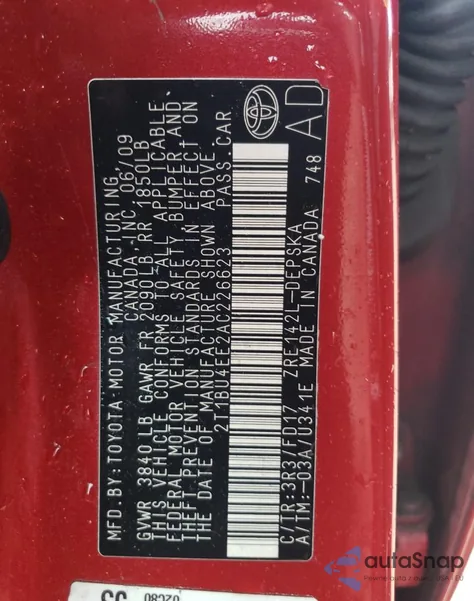 MFD.BY:TOYOTA MOTOR MANUFACTURING
CANADA INC. 06/09
GVWR 3840LB GAWR FR 2090LB RR 1850LB
THIS VEHICLE CONFORMS TO ALL APPLICABLE
FEDERAL MOTOR VEHICLE SAFETY, BUMPER,AND
THEFT PREVENTION STANDARDS IN EFFECT ON
THE DATE OF MANUFACTURE SHOWN ABOVE.
2T1BU4EE2AC226623 PASS.CAR
C/TR:3R3/FD17 ZRE142L-DEPSKA
A/TM:-03A/U341E MADE IN CANADA 748
AD
02C80
autoSnap